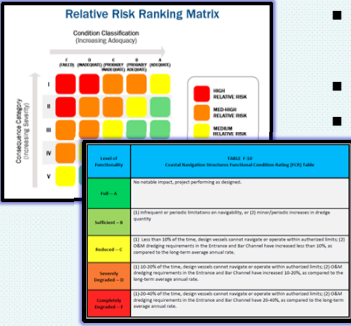 Relative Risk Ranking Matrix
Condition Classification
(Increasing Adequacy)
F D C B A
(FAILED) (INADEQUATE) (PROBABLY INADEQUATE) (PROBABLY ADEQUATE) (ADEQUATE)
Consequence Category
(Increasing Severity)
I
II
III
IV
V
HIGH
RELATIVE RISK
MED-HIGH
RELATIVE RISK
MEDIUM
RELATIVE RISK
Level of
Functionality
TABLE
Coastal Navigation Structures Functional Condition Rating (FCR) Table
Full – A
No notable impact, project performing as designed.
Sufficient – B
(1) Infrequent or periodic limitations on navigability, or (2) minor/periodic increases in dredge
quantity
Reduced – C
(1) Less than 10% of the time, design vessels cannot navigate or operate within authorized limits; (2)
O&M dredging requirements in the Entrance and Bar Channel have increased less than 10%, as
compared to the long-term average annual rate.
Severely
Degraded – D
(1) 10-20% of the time, design vessels cannot navigate or operate within authorized limits; (2) O&M
dredging requirements in the Entrance and Bar Channel have increased 10-20%, as compared to the
long-term average annual rate.
Completely
Degraded – F
(1) 20-40% of the time, design vessels cannot navigate or operate within authorized limits; (2) O&M
dredging requirements in the Entrance and Bar Channel have 20-40%, as compared to the long-term
average annual rate.